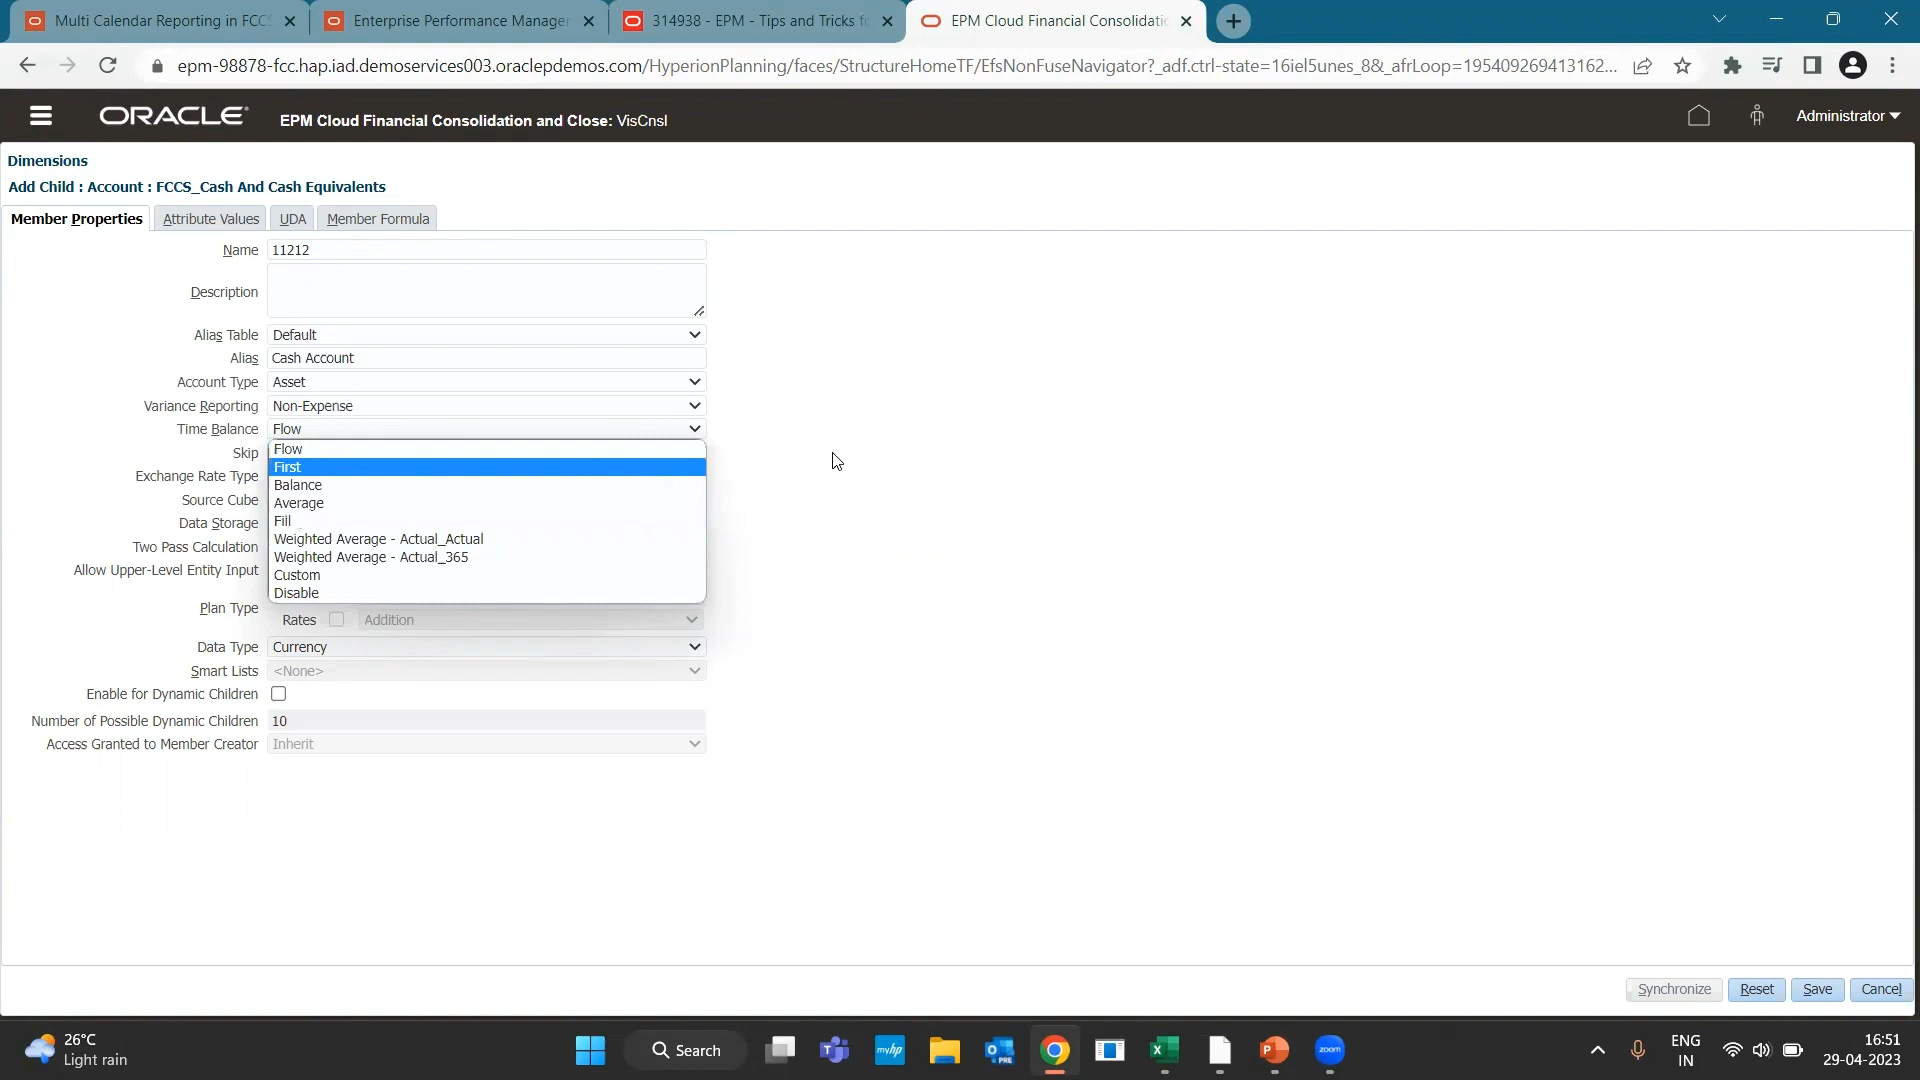 Multi Calendar Reporting in FCCS
Enterprise Performance Manager
314938 - EPM - Tips and Tricks fo
EPM Cloud Financial Consolidatio
epm-98878-fcc.hap.iad.demoservices003.oraclepdemos.com/HyperionPlanning/faces/StructureHomeTF/EfsNonFuseNavigator?_adf.ctrl-state=16iel5unes_8&_afrLoop=195409269413162...
ORACLE EPM Cloud Financial Consolidation and Close: VisCnsl
Administrator
Dimensions
Add Child : Account : FCCS_Cash And Cash Equivalents
Member Properties Attribute Values UDA Member Formula
Name 11212
Description
Alias Table Default
Alias Cash Account
Account Type Asset
Variance Reporting Non-Expense
Time Balance Flow
Skip Flow
First
Exchange Rate Type Balance
Source Cube Average
Data Storage Fill
Two Pass Calculation Weighted Average - Actual_Actual
Weighted Average - Actual_365
Allow Upper-Level Entity Input Custom
Disable
Plan Type
Rates Addition
Data Type Currency
Smart Lists <None>
Enable for Dynamic Children
Number of Possible Dynamic Children 10
Access Granted to Member Creator Inherit
Synchronize Reset Save Cancel
26°C
Light rain
Search
myhp
PRE
zoom
ENG
IN
16:51
29-04-2023